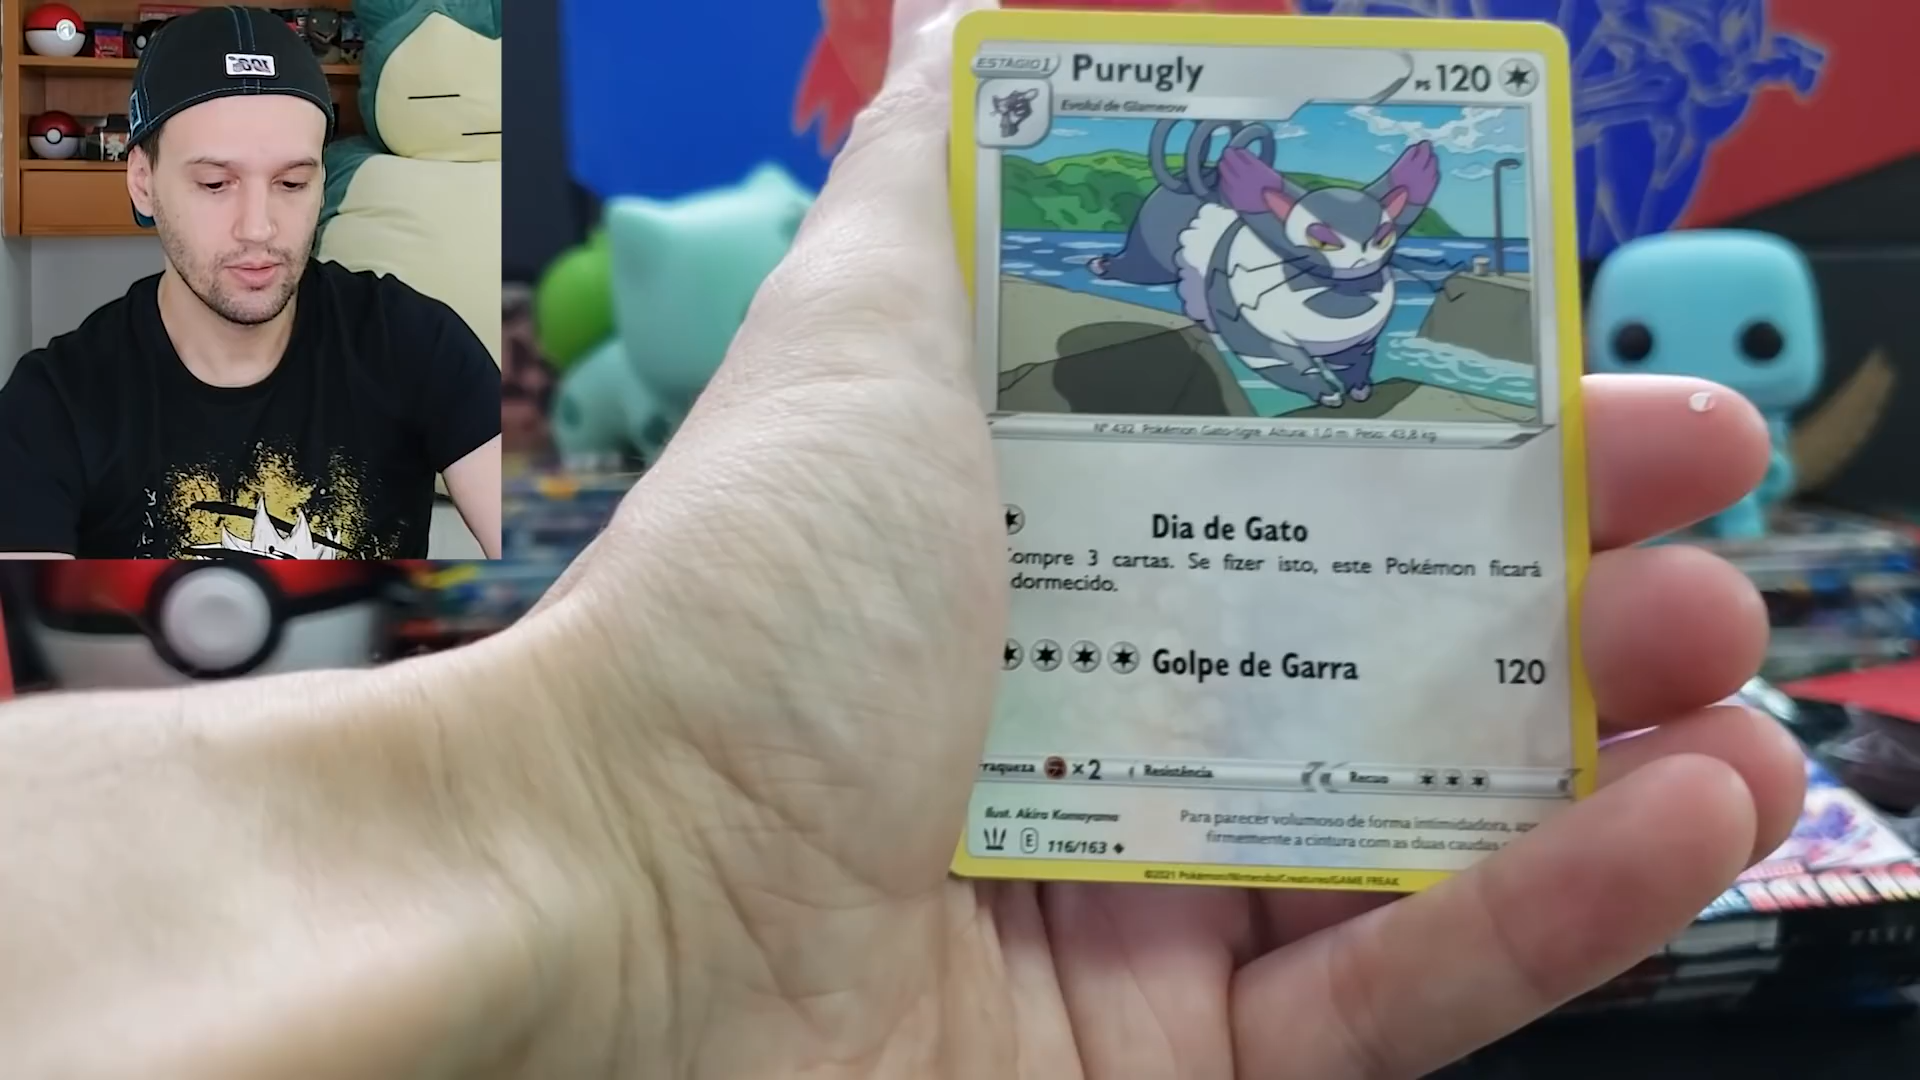 ESTÁGIO 1
Purugly
PS 120
Evolui de Glameow
Nº 432 Pokémon Gato-tigre Altura: 1,0 m Peso: 43,8 kg
Dia de Gato
ompre 3 cartas. Se fizer isto, este Pokémon ficará
dormecido.
Golpe de Garra 120
raqueza ×2 Resistência Recuo
Ilust. Akira Komayama
Para parecer volumoso de forma intimidadora,
firmemente a cintura com as duas caudas
E 116/163
©2021 Pokémon/Nintendo/Creatures/GAME FREAK